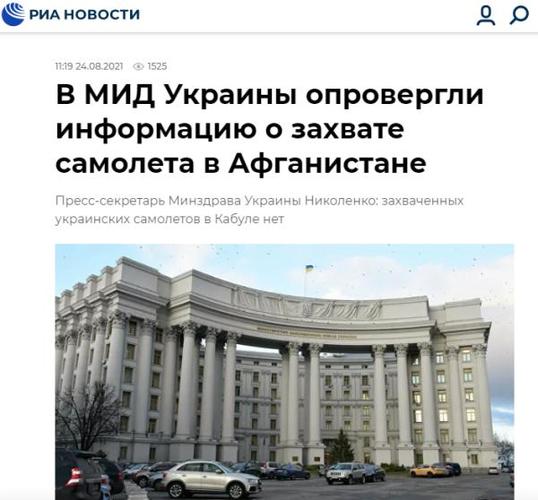 РИА НОВОСТИ
11:19 24.08.2021 1525
В МИД Украины опровергли
информацию о захвате
самолета в Афганистане
Пресс-секретарь Минздрава Украины Николенко: захваченных
украинских самолетов в Кабуле нет